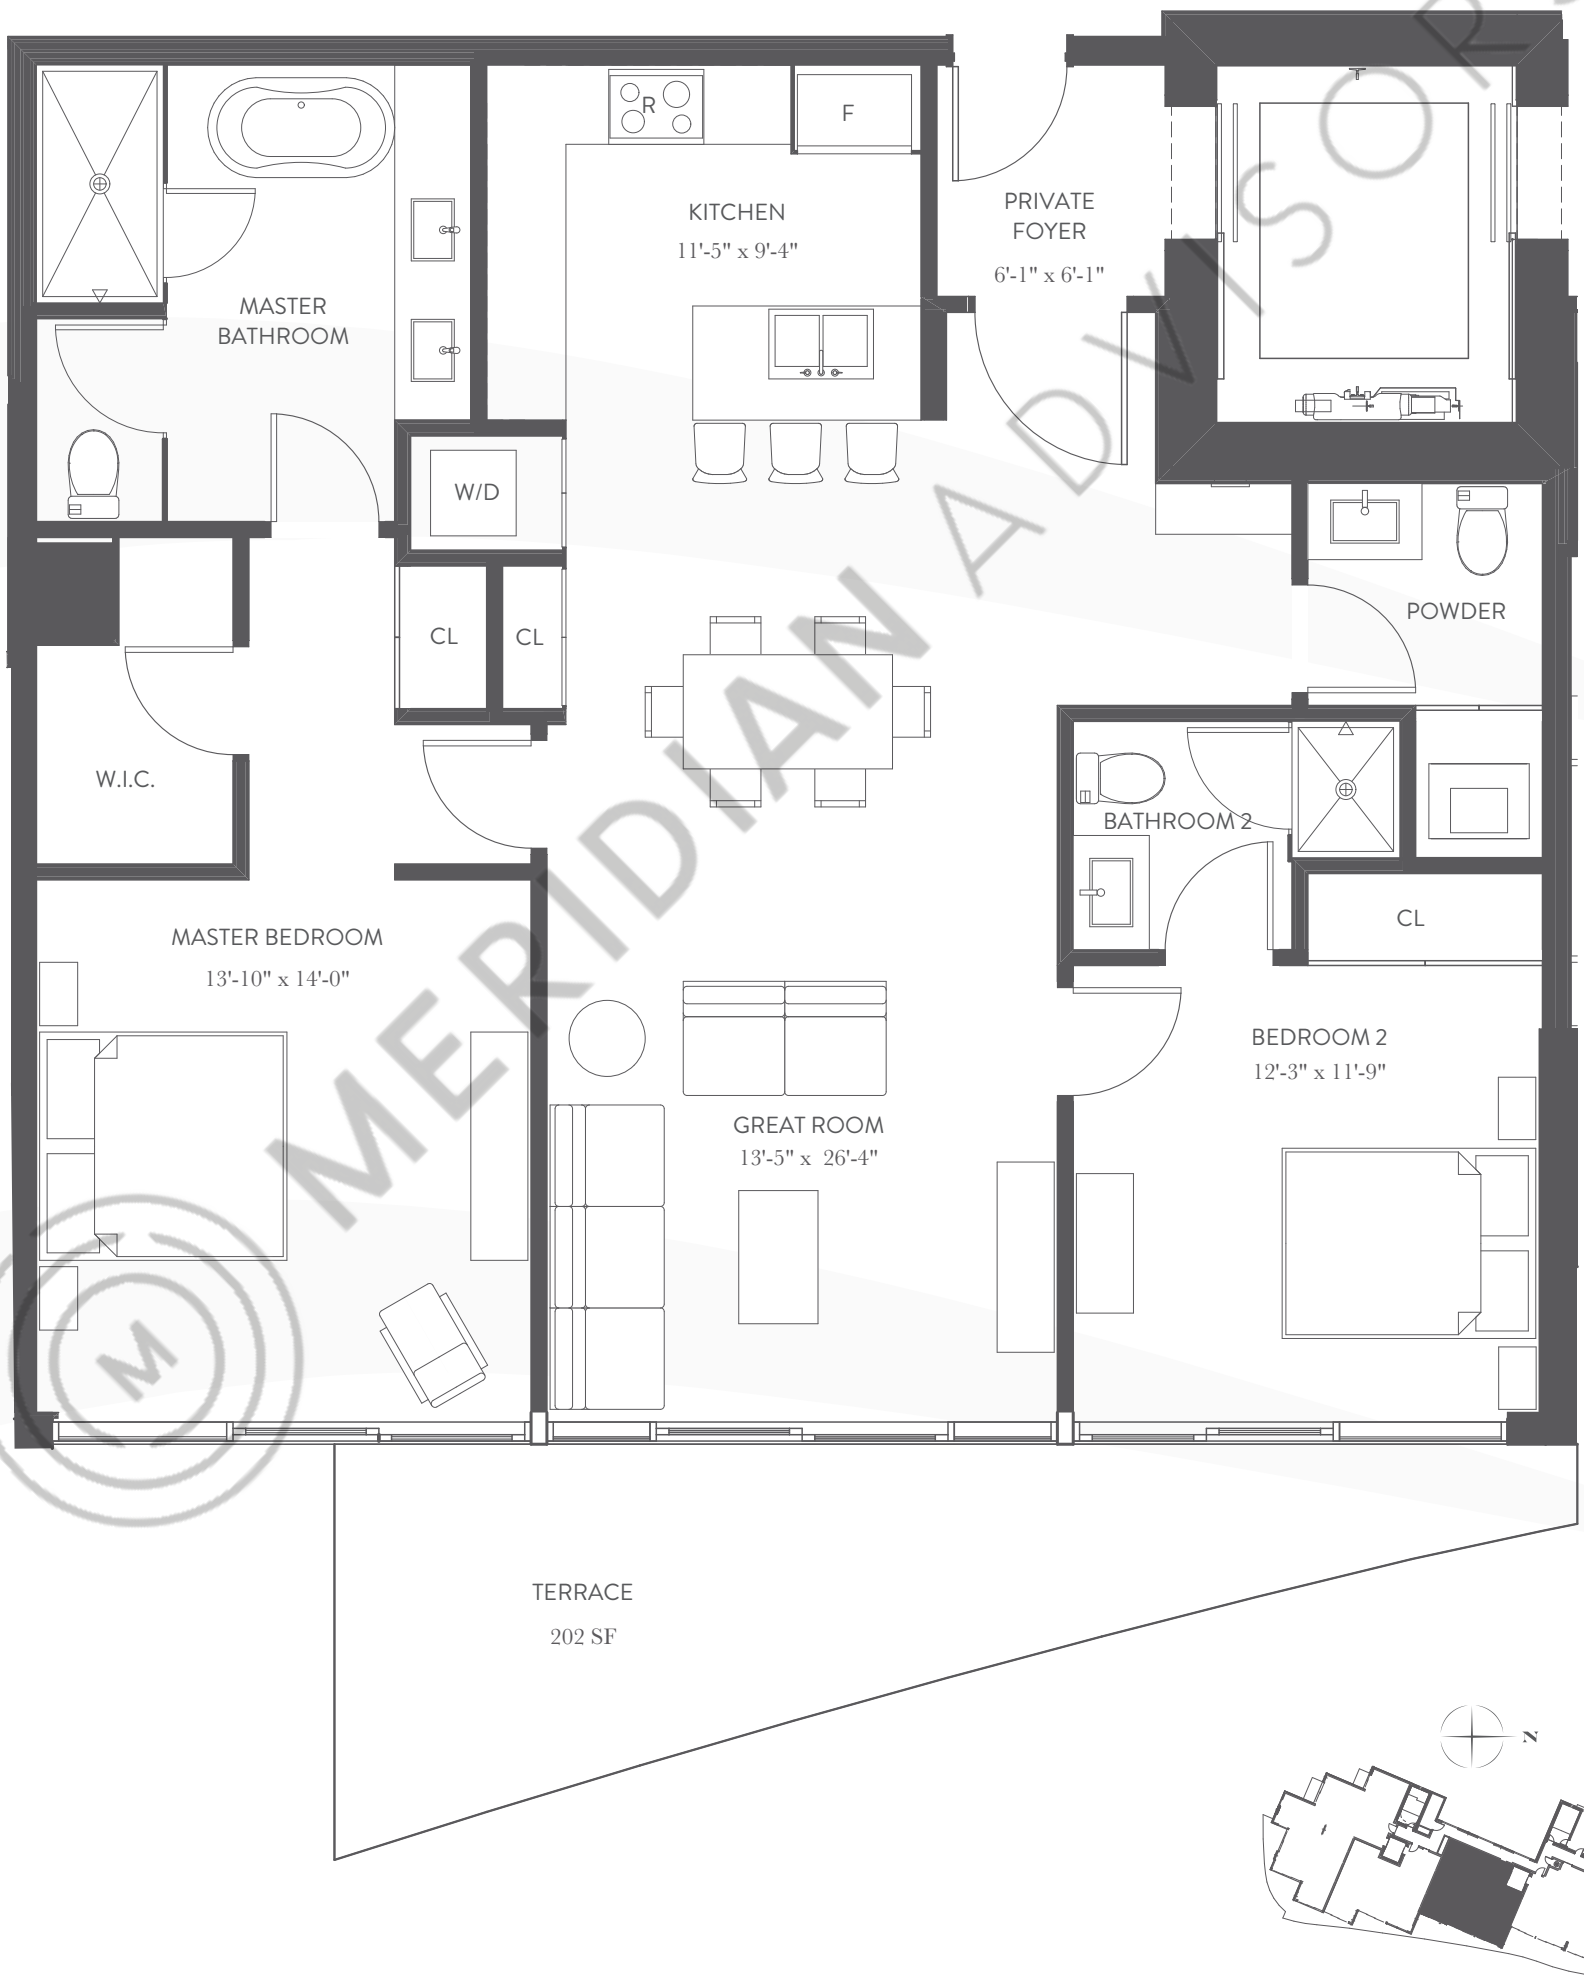 R
F
KITCHEN
11'-5" x 9'-4"
PRIVATE
FOYER
6'-1" x 6'-1"
MASTER
BATHROOM
W/D
CL
CL
POWDER
W.I.C.
BATHROOM 2
CL
MASTER BEDROOM
13'-10" x 14'-0"
BEDROOM 2
12'-3" x 11'-9"
GREAT ROOM
13'-5" x 26'-4"
TERRACE
202 SF
N
M MERIDIAN ADVISORS